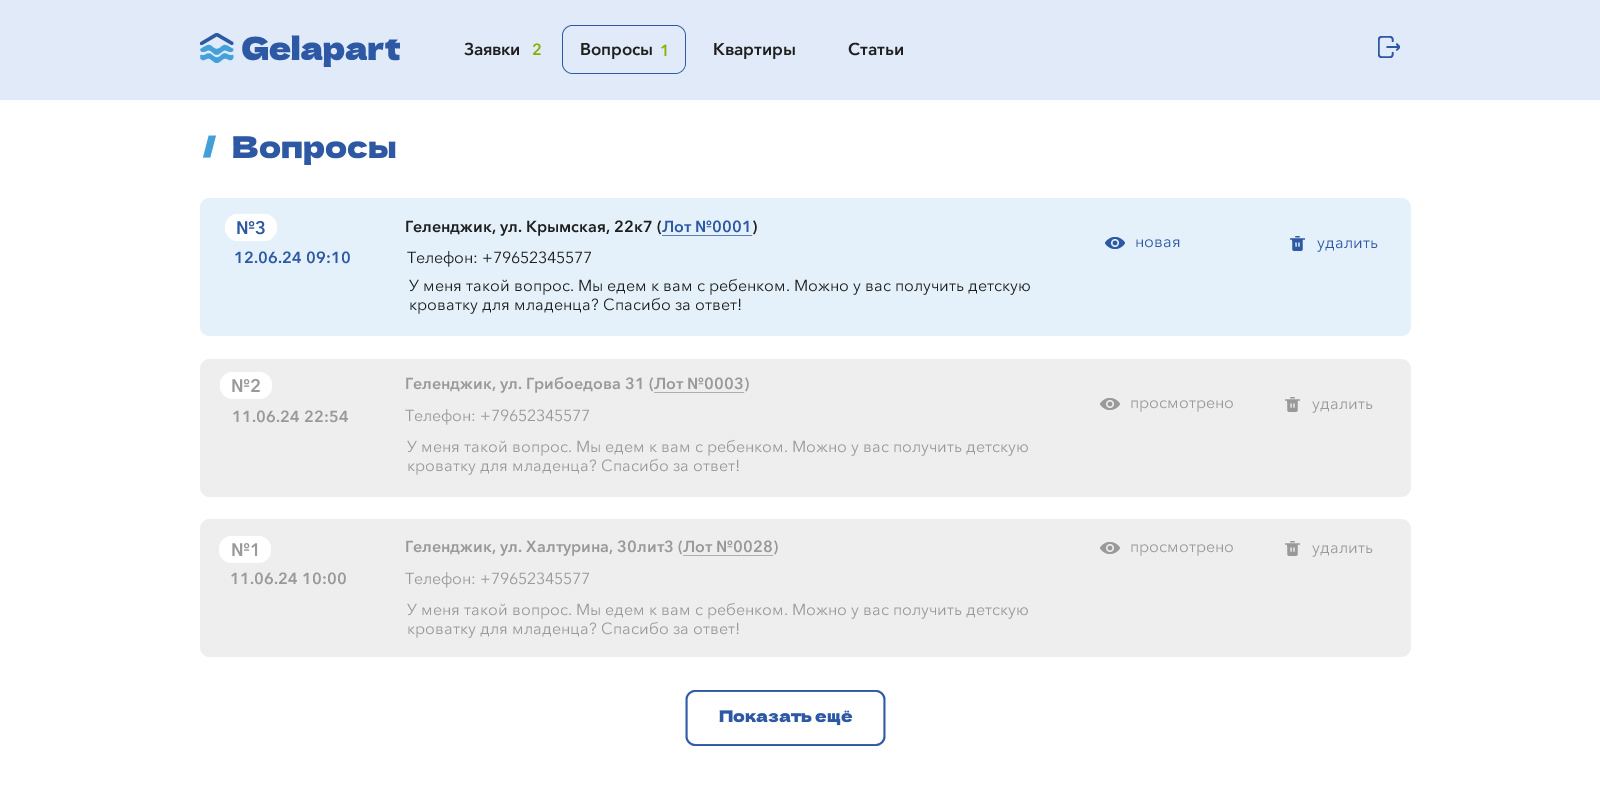 Gelapart
Заявки 2
Вопросы 1
Квартиры
Статьи
/ Вопросы
№3
12.06.24 09:10
Геленджик, ул. Крымская, 22к7 (Лот №0001)
Телефон: +79652345577
У меня такой вопрос. Мы едем к вам с ребенком. Можно у вас получить детскую
кроватку для младенца? Спасибо за ответ!
новая
удалить
№2
11.06.24 22:54
Геленджик, ул. Грибоедова 31 (Лот №0003)
Телефон: +79652345577
У меня такой вопрос. Мы едем к вам с ребенком. Можно у вас получить детскую
кроватку для младенца? Спасибо за ответ!
просмотрено
удалить
№1
11.06.24 10:00
Геленджик, ул. Халтурина, 30лит3 (Лот №0028)
Телефон: +79652345577
У меня такой вопрос. Мы едем к вам с ребенком. Можно у вас получить детскую
кроватку для младенца? Спасибо за ответ!
просмотрено
удалить
Показать ещё